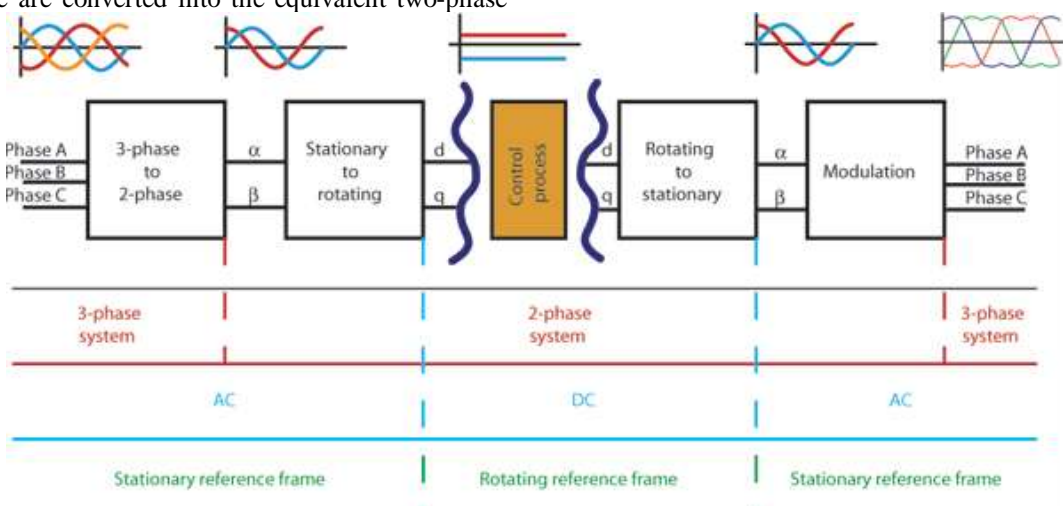 e are converted into the equivalent two-phase
Phase A
Phase B
Phase C
3-phase
to
2-phase
α
β
Stationary
to
rotating
d
q
Control
process
d
q
Rotating
to
stationary
α
β
Modulation
Phase A
Phase B
Phase C
3-phase
system
2-phase
system
3-phase
system
AC
DC
AC
Stationary reference frame
Rotating reference frame
Stationary reference frame